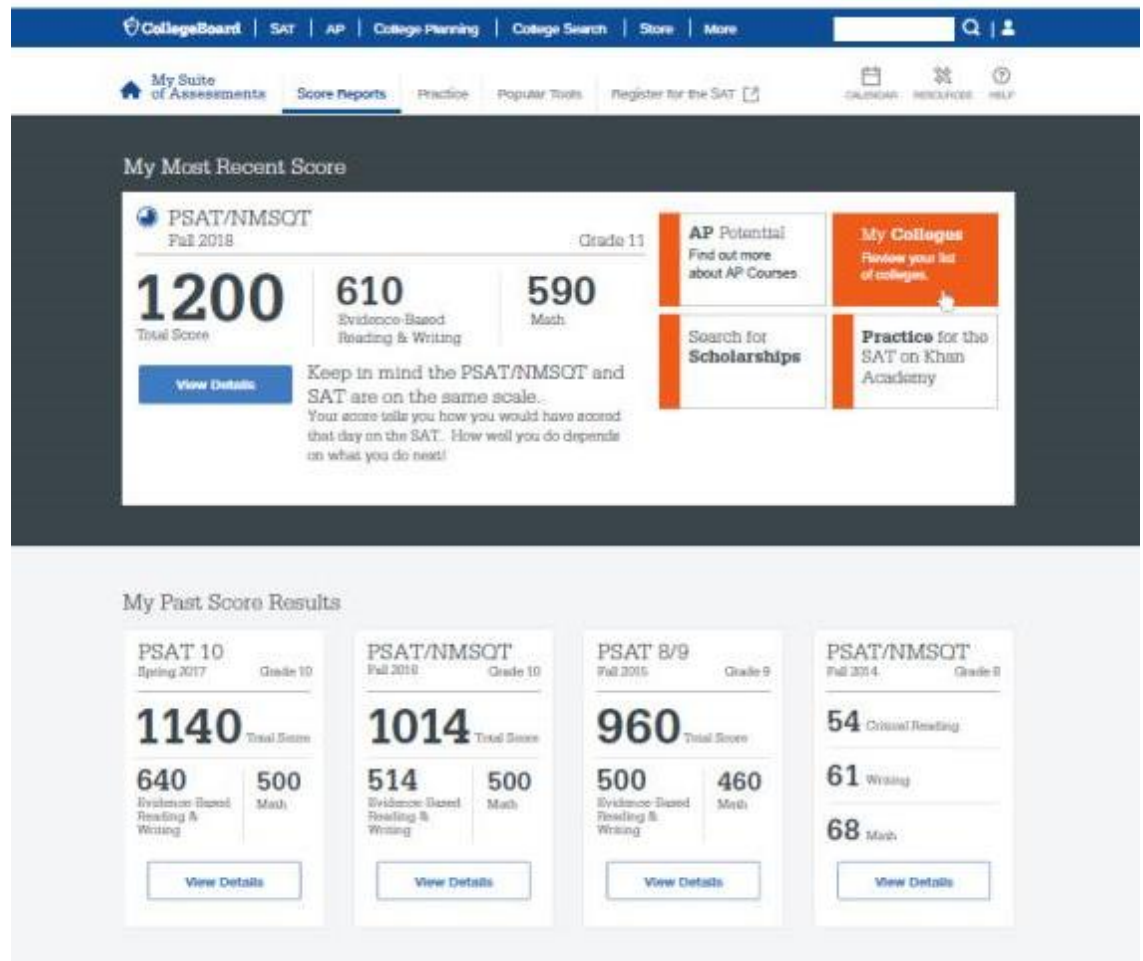 CollegeBoard | SAT | AP | College Planning | College Search | Store | More
My Suite
of Assessments
Score Reports Practice Popular Tools Register for the SAT
CALENDAR RESOURCES HELP
My Most Recent Score
PSAT/NMSQT
Fall 2018 Grade 11
1200
Total Score
610
Evidence-Based
Reading & Writing
590
Math
View Details
Keep in mind the PSAT/NMSQT and
SAT are on the same scale.
Your score tells you how you would have scored
that day on the SAT. How well you do depends
on what you do next!
AP Potential
Find out more
about AP Courses
My Colleges
Review your list
of colleges.
Search for
Scholarships
Practice for the
SAT on Khan
Academy
My Past Score Results
PSAT 10
Spring 2017 Grade 10
1140 Total Score
640
Evidence-Based
Reading &
Writing
500
Math
View Details
PSAT/NMSQT
Fall 2016 Grade 10
1014 Total Score
514
Evidence-Based
Reading &
Writing
500
Math
View Details
PSAT 8/9
Fall 2015 Grade 9
960 Total Score
500
Evidence-Based
Reading &
Writing
460
Math
View Details
PSAT/NMSQT
Fall 2014 Grade 8
54 Critical Reading
61 Writing
68 Math
View Details